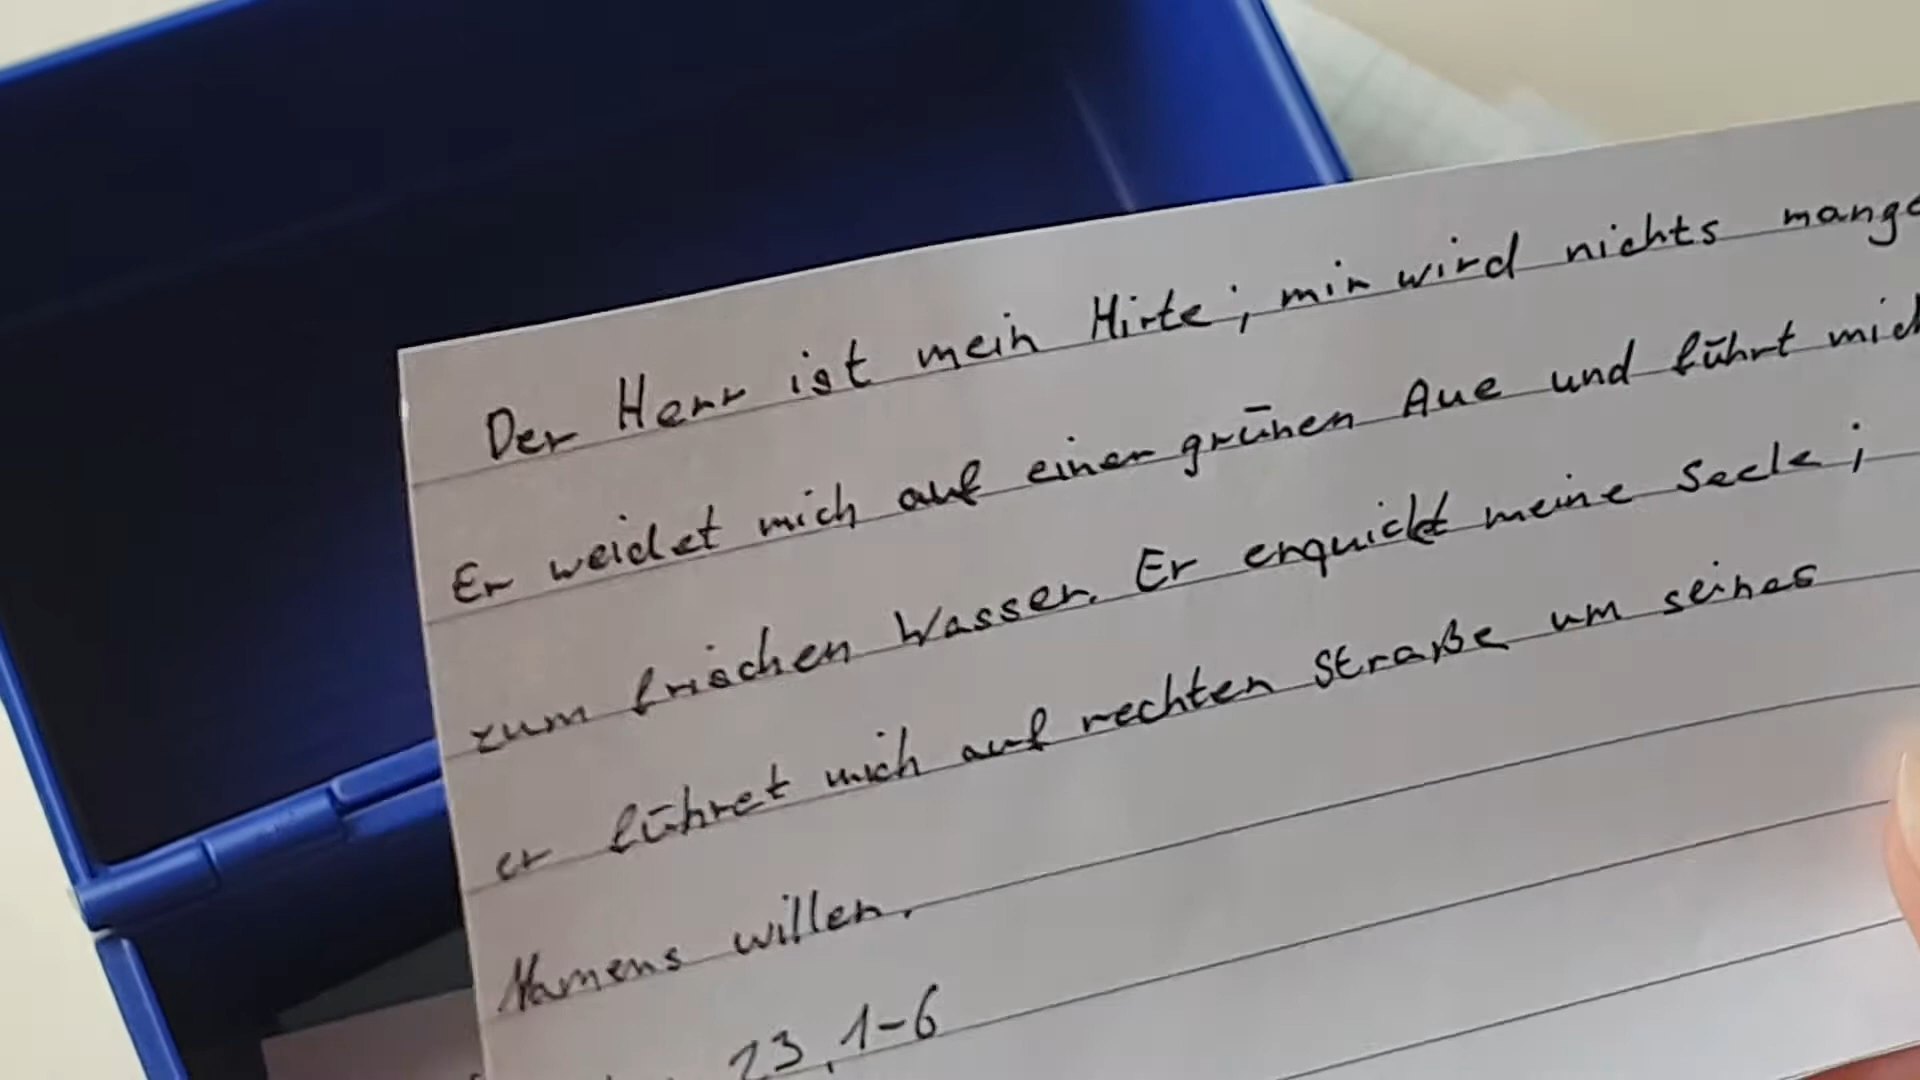 Der Herr ist mein Hirte; mir wird nichts mange
Er weidet mich auf einer grünen Aue und führt mich
zum frischen Wasser. Er erquickt meine Seele;
er führet mich auf rechten Straße um seines
Namens willen.
23,1-6